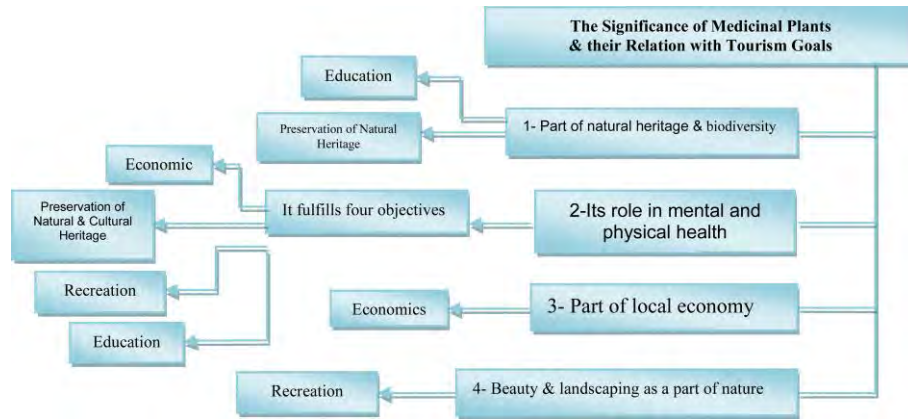 The Significance of Medicinal Plants
& their Relation with Tourism Goals
Education
1- Part of natural heritage & biodiversity
Preservation of Natural
Heritage
Economic
It fulfills four objectives
2-Its role in mental and
physical health
Preservation of
Natural & Cultural
Heritage
Recreation
Economics
3- Part of local economy
Education
Recreation
4- Beauty & landscaping as a part of nature